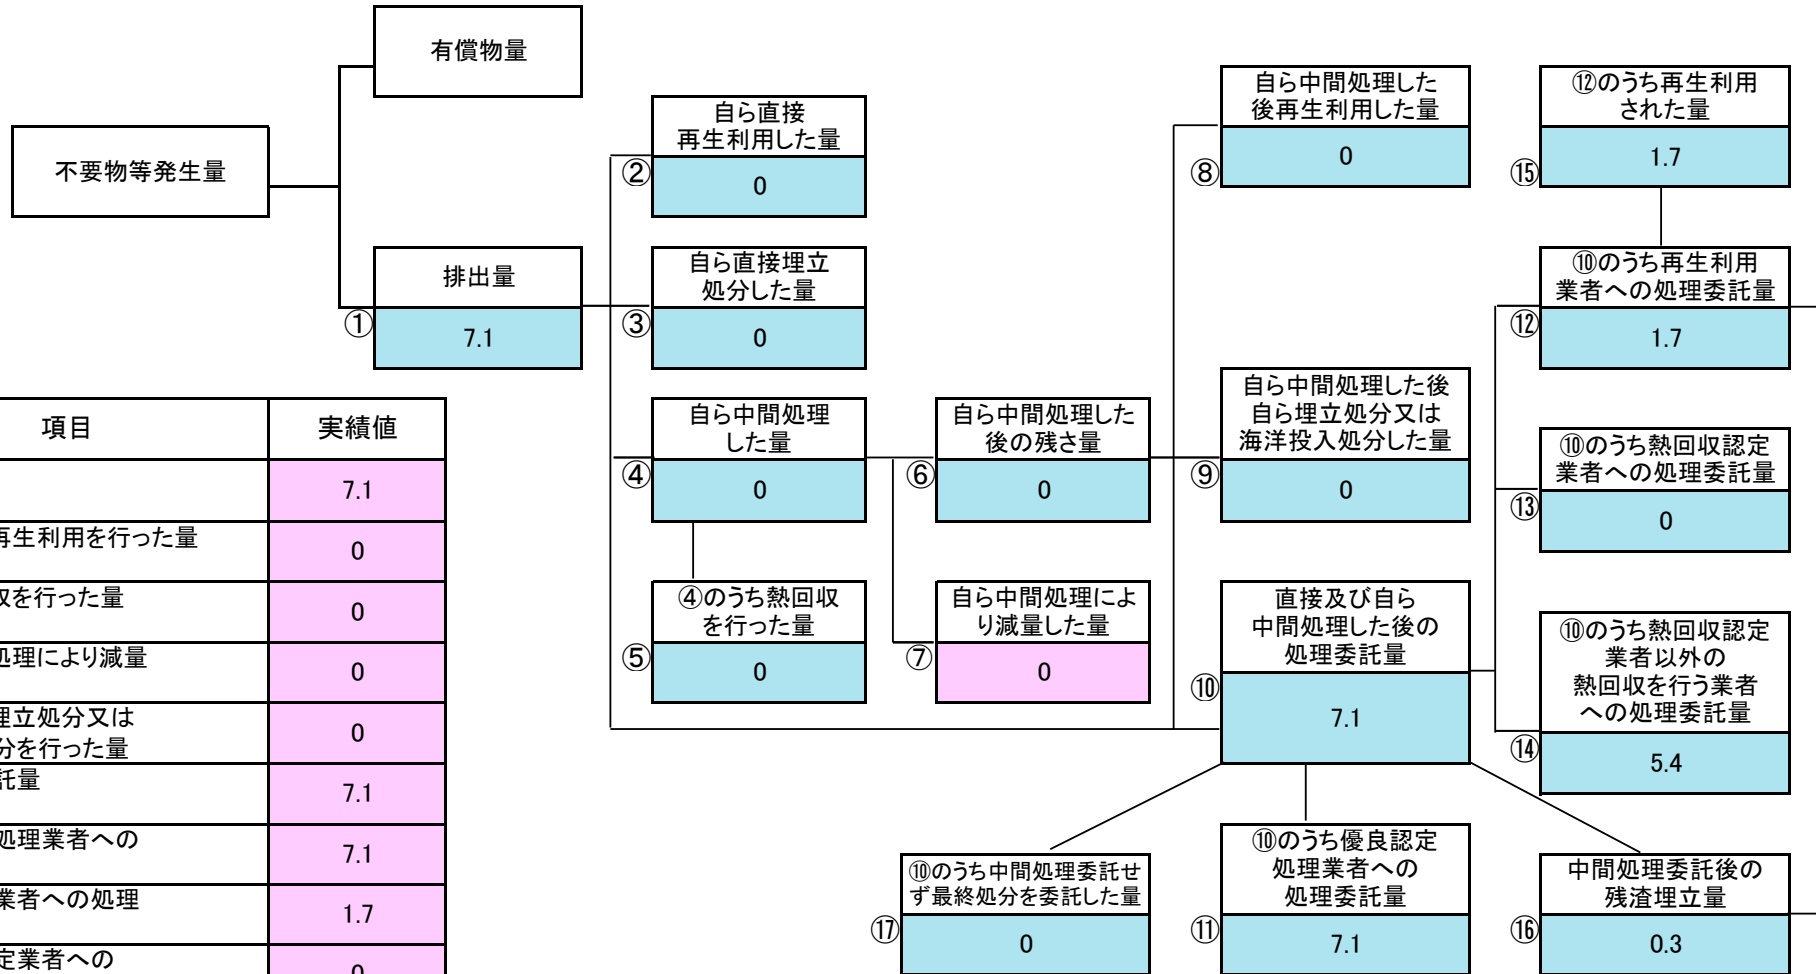 有償物量
不要物等発生量
排出量
①
7.1
自ら直接
再生利用した量
②
0
自ら直接埋立
処分した量
③
0
自ら中間処理
した量
④
0
④のうち熱回収
を行った量
⑤
0
自ら中間処理した
後の残さ量
⑥
0
自ら中間処理によ
り減量した量
⑦
0
自ら中間処理した
後再生利用した量
⑧
0
自ら中間処理した後
自ら埋立処分又は
海洋投入処分した量
⑨
0
直接及び自ら
中間処理した後の
処理委託量
⑩
7.1
⑩のうち優良認定
処理業者への
処理委託量
⑪
7.1
⑫のうち再生利用
された量
⑮
1.7
⑩のうち再生利用
業者への処理委託量
⑫
1.7
⑩のうち熱回収認定
業者への処理委託量
⑬
0
⑩のうち熱回収認定
業者以外の
熱回収を行う業者
への処理委託量
⑭
5.4
中間処理委託後の
残渣埋立量
⑯
0.3
⑩のうち中間処理委託せ
ず最終処分を委託した量
⑰
0
項目 実績値
7.1
再生利用を行った量 0
を行った量 0
処理により減量 0
埋立処分又は
分を行った量 0
託量 7.1
処理業者への 7.1
業者への処理 1.7
定業者への 0